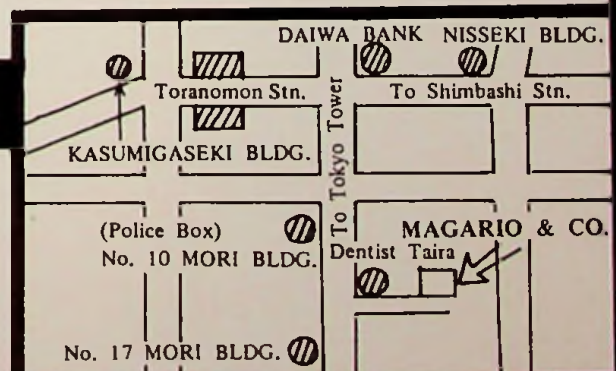 DAIWA BANK NISSEKI BLDG.
Toranomon Stn.
To Shimbashi Stn.
KASUMIGASEKI BLDG.
To Tokyo Tower
(Police Box)
No. 10 MORI BLDG.
MAGARIO & CO.
Dentist Taira
No. 17 MORI BLDG.